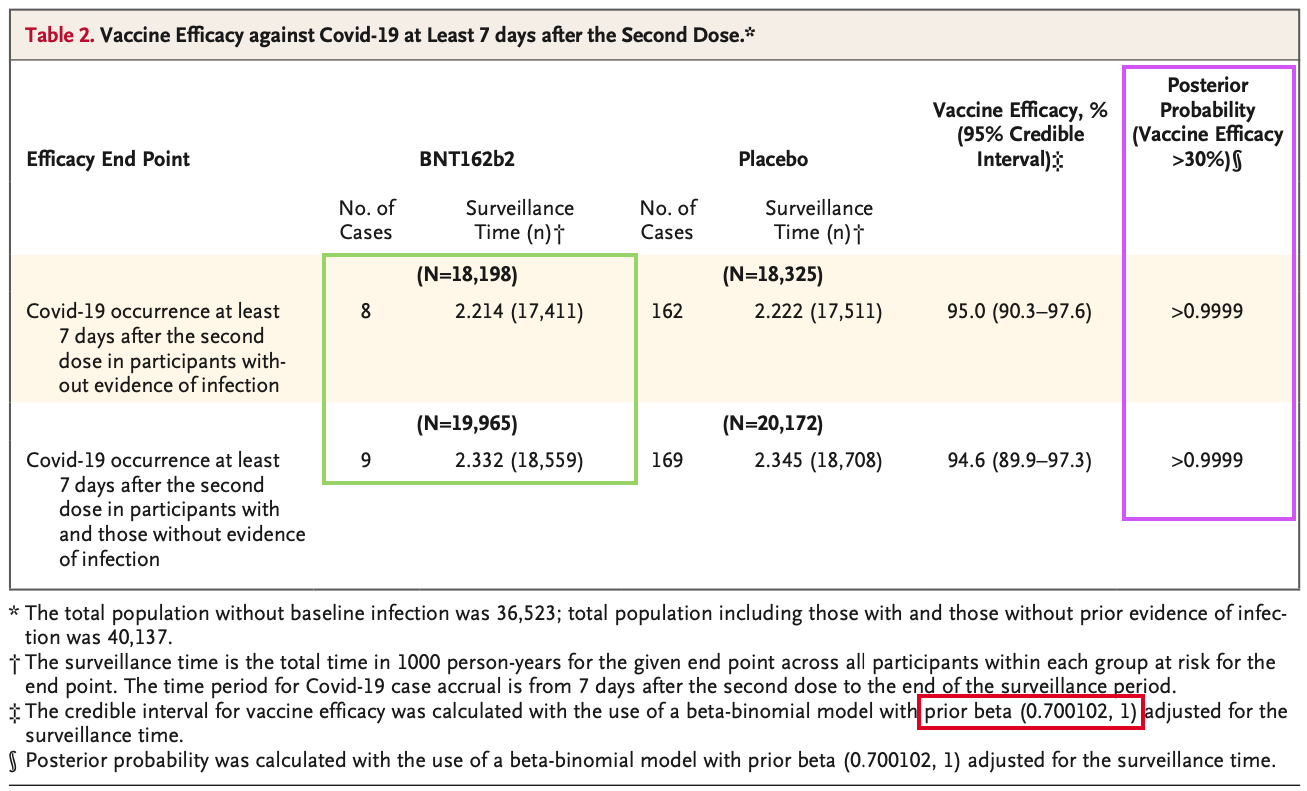 Table 2. Vaccine Efficacy against Covid-19 at Least 7 days after the Second Dose.*
Efficacy End Point BNT162b2 Placebo Vaccine Efficacy, % (95% Credible Interval)‡ Posterior Probability (Vaccine Efficacy >30%)§
No. of Cases Surveillance Time (n)† No. of Cases Surveillance Time (n)†
(N=18,198) (N=18,325)
Covid-19 occurrence at least 8 2.214 (17,411) 162 2.222 (17,511) 95.0 (90.3–97.6) >0.9999
7 days after the second
dose in participants with-
out evidence of infection
(N=19,965) (N=20,172)
Covid-19 occurrence at least 9 2.332 (18,559) 169 2.345 (18,708) 94.6 (89.9–97.3) >0.9999
7 days after the second
dose in participants with
and those without evidence
of infection
* The total population without baseline infection was 36,523; total population including those with and those without prior evidence of infec-
tion was 40,137.
† The surveillance time is the total time in 1000 person-years for the given end point across all participants within each group at risk for the
end point. The time period for Covid-19 case accrual is from 7 days after the second dose to the end of the surveillance period.
‡ The credible interval for vaccine efficacy was calculated with the use of a beta-binomial model with prior beta (0.700102, 1) adjusted for the
surveillance time.
§ Posterior probability was calculated with the use of a beta-binomial model with prior beta (0.700102, 1) adjusted for the surveillance time.